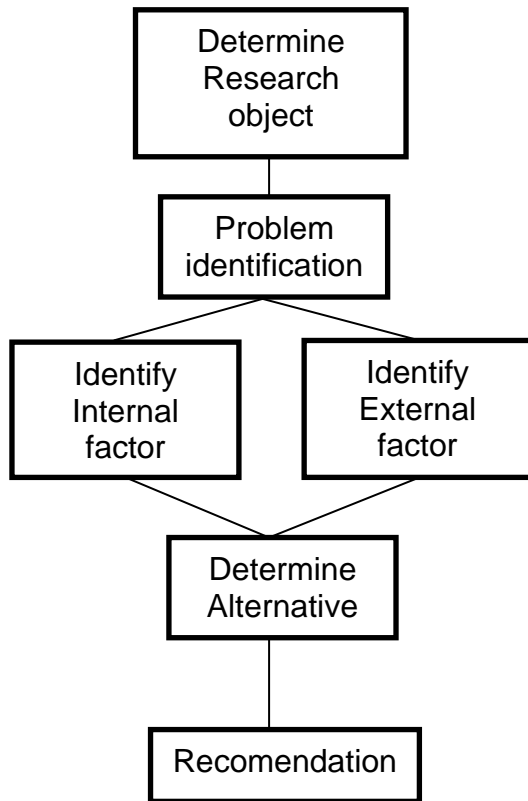 Determine
Research
object
Problem
identification
Identify
Internal
factor
Identify
External
factor
Determine
Alternative
Recomendation